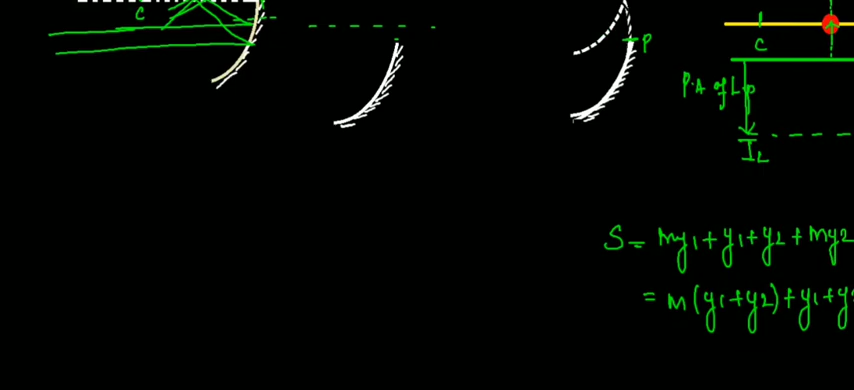 C
P
C
P.A of L.P
I_L
S = my1 + y1 + y2 + my2
= m(y1+y2) + y1 + y